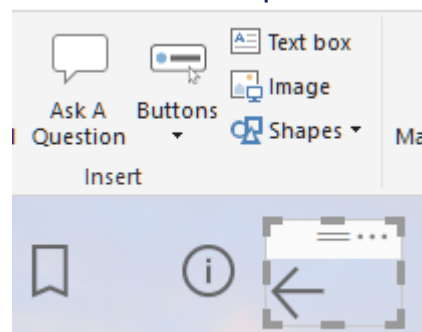 Text box
Image
Ask A
Question
Buttons
Shapes
Insert